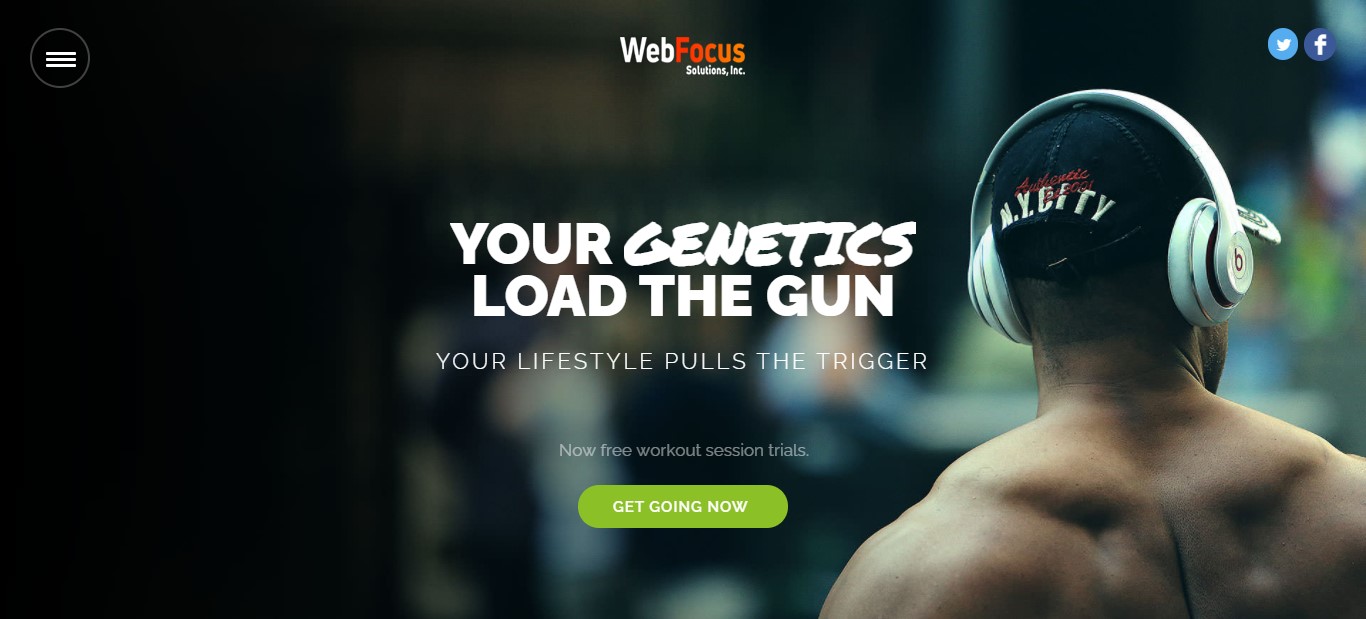 WebFocus
Solutions, Inc.
Authentic
N.Y.CITY
b
YOUR GENETICS
LOAD THE GUN
YOUR LIFESTYLE PULLS THE TRIGGER
Now free workout session trials.
GET GOING NOW